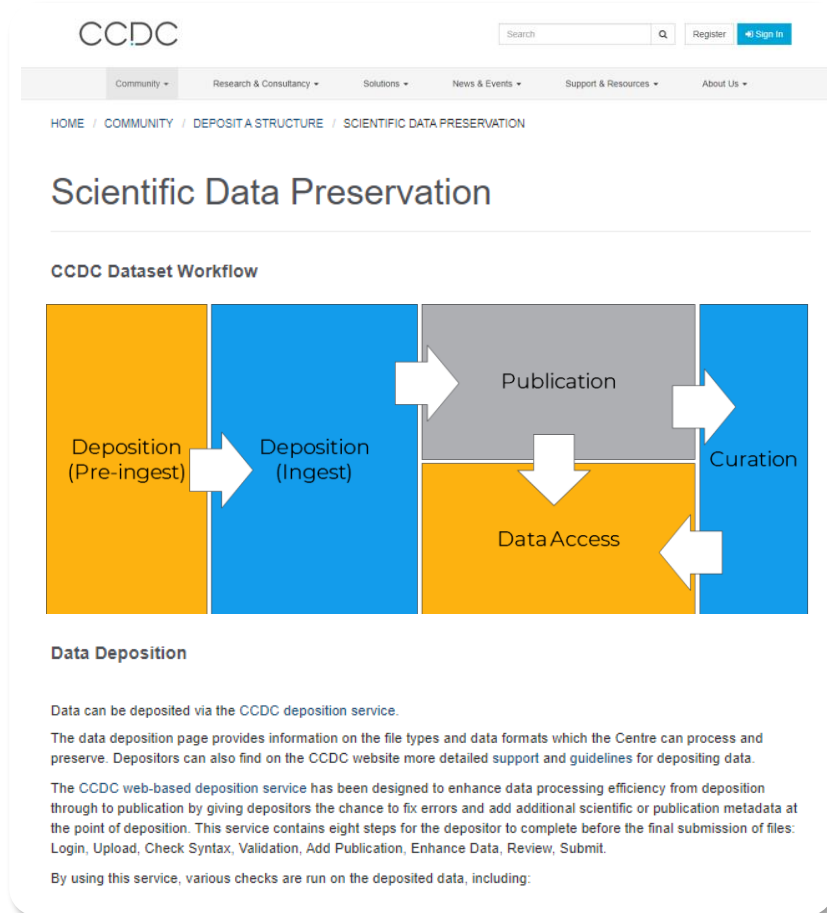 CCDC
Search
Register
Sign In
Community
Research & Consultancy
Solutions
News & Events
Support & Resources
About Us
HOME / COMMUNITY / DEPOSIT A STRUCTURE / SCIENTIFIC DATA PRESERVATION
Scientific Data Preservation
CCDC Dataset Workflow
Deposition
(Pre-ingest)
Deposition
(Ingest)
Publication
Data Access
Curation
Data Deposition
Data can be deposited via the CCDC deposition service.
The data deposition page provides information on the file types and data formats which the Centre can process and
preserve. Depositors can also find on the CCDC website more detailed support and guidelines for depositing data.
The CCDC web-based deposition service has been designed to enhance data processing efficiency from deposition
through to publication by giving depositors the chance to fix errors and add additional scientific or publication metadata at
the point of deposition. This service contains eight steps for the depositor to complete before the final submission of files:
Login, Upload, Check Syntax, Validation, Add Publication, Enhance Data, Review, Submit.
By using this service, various checks are run on the deposited data, including: